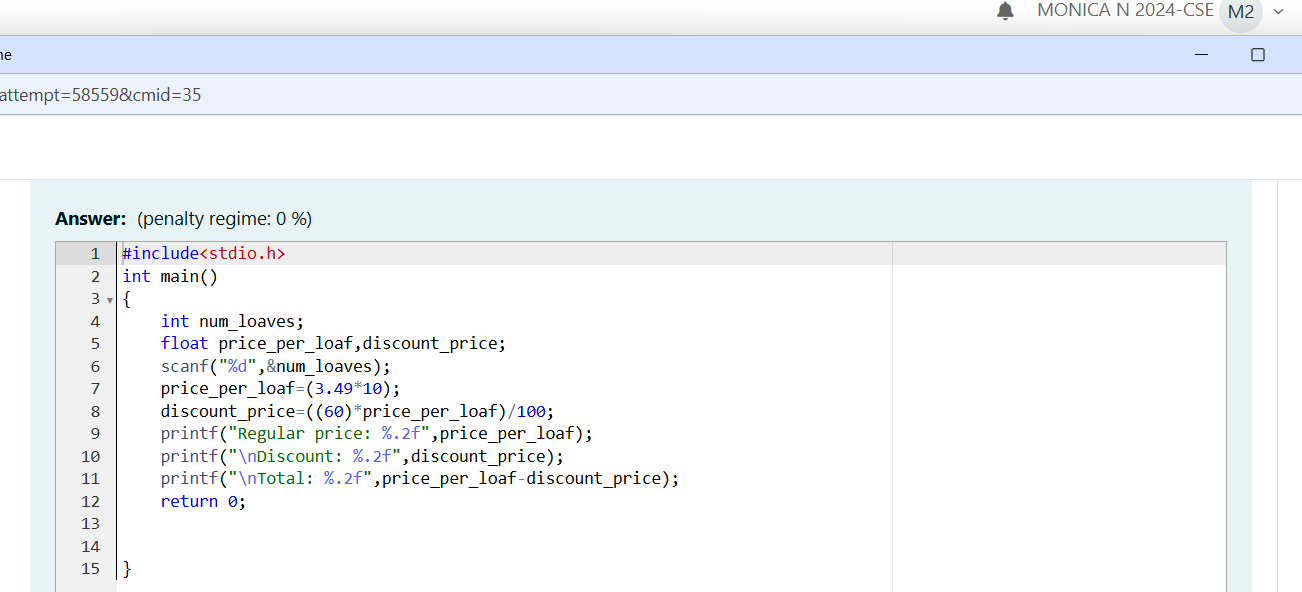 MONICA N 2024-CSE M2
ne
attempt=58559&cmid=35
Answer: (penalty regime: 0 %)
1 #include<stdio.h>
2 int main()
3 {
4 int num_loaves;
5 float price_per_loaf,discount_price;
6 scanf("%d",&num_loaves);
7 price_per_loaf=(3.49*10);
8 discount_price=((60)*price_per_loaf)/100;
9 printf("Regular price: %.2f",price_per_loaf);
10 printf("\nDiscount: %.2f",discount_price);
11 printf("\nTotal: %.2f",price_per_loaf-discount_price);
12 return 0;
13
14
15 }